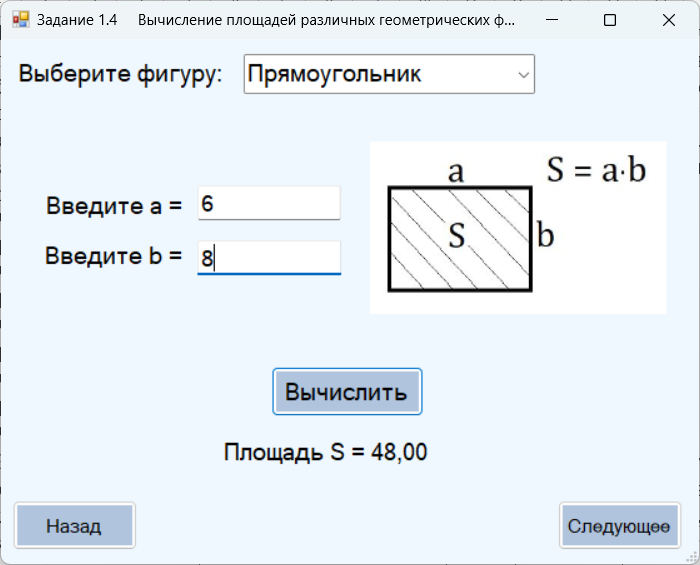 Задание 1.4 Вычисление площадей различных геометрических ф...
Выберите фигуру: Прямоугольник
a S = a·b
Введите a = 6
S b
Введите b = 8
Вычислить
Площадь S = 48,00
Назад Следующее